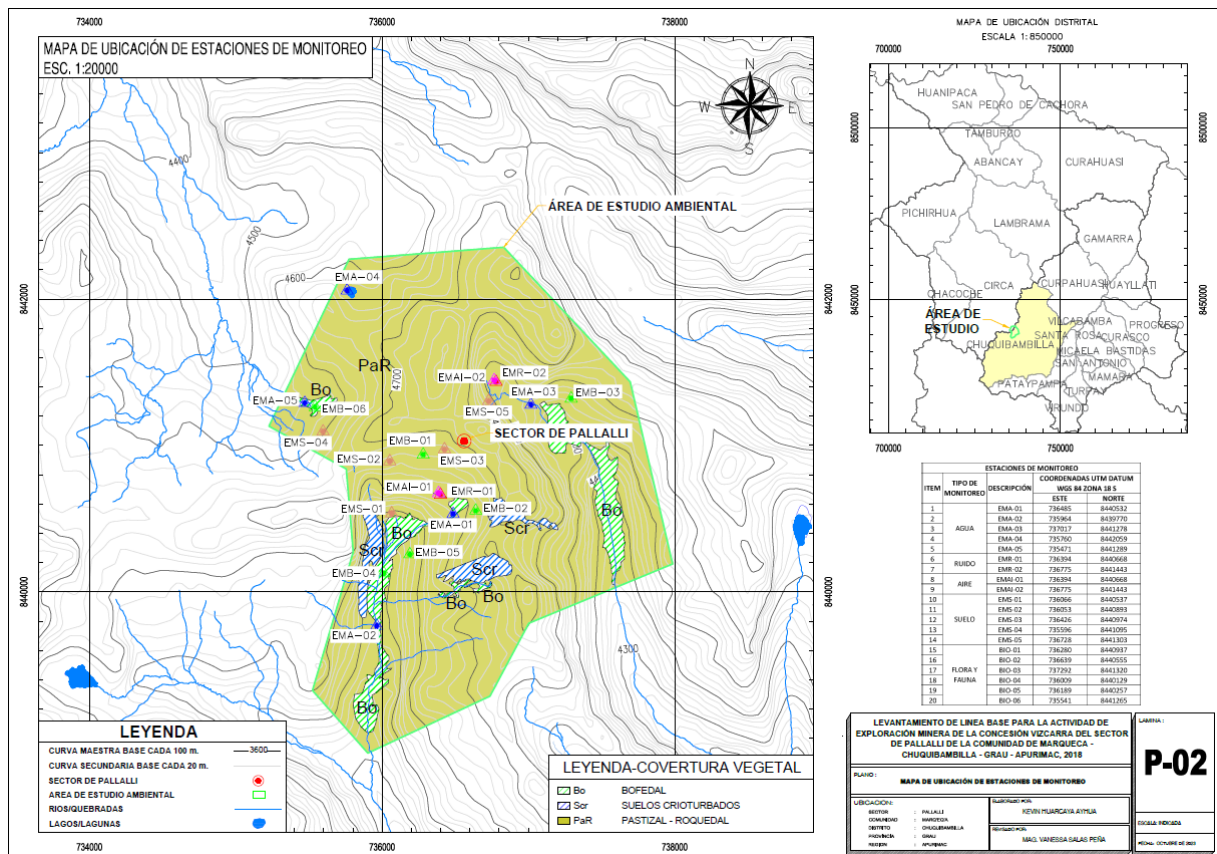 734000
736000
738000
MAPA DE UBICACIÓN DE ESTACIONES DE MONITOREO
ESC. 1:20000
N
W
E
S
4400
4500
ÁREA DE ESTUDIO AMBIENTAL
4600
EMA-04
8442000
8442000
PaR
4700
EMR-02
EMAI-02
EMA-03
EMB-03
Bo
EMA-05
EMB-06
EMS-05
EMS-04
EMB-01
SECTOR DE PALLALLI
EMS-02
EMS-03
EMAI-01
EMR-01
EMS-01
EMB-02
Bo
EMA-01
Bo
Scr
Scr
EMB-05
Scr
EMB-04
8440000
8440000
Bo
Bo
EMA-02
4300
Bo
LEYENDA
CURVA MAESTRA BASE CADA 100 m.
3600
CURVA SECUNDARIA BASE CADA 20 m.
SECTOR DE PALLALLI
AREA DE ESTUDIO AMBIENTAL
RIOS/QUEBRADAS
LAGOS/LAGUNAS
LEYENDA-COVERTURA VEGETAL
Bo BOFEDAL
Scr SUELOS CRIOTURBADOS
PaR PASTIZAL - ROQUEDAL
734000
736000
738000
MAPA DE UBICACIÓN DISTRITAL
ESCALA 1:850000
700000
750000
HUANIPACA
SAN PEDRO DE CACHORA
8500000
8500000
TAMBURCO
ABANCAY
CURAHUASI
PICHIRHUA
LAMBRAMA
GAMARRA
CIRCA
CURPAHUASI
HUAYLLATI
CHACOCHE
8450000
8450000
ÁREA DE
ESTUDIO
VILCABAMBA
PROGRESO
SANTA ROSA
CURASCO
CHUQUIBAMBILLA
MICAELA BASTIDAS
SAN ANTONIO
MAMARA
PATAYPAMPA
TURPAY
VIRUNDO
700000
750000
ESTACIONES DE MONITOREO
ITEM TIPO DE MONITOREO DESCRIPCIÓN COORDENADAS UTM DATUM WGS 84 ZONA 18 S
ESTE NORTE
1 AGUA EMA-01 736485 8440532
2 EMA-02 735964 8439770
3 EMA-03 737017 8441278
4 EMA-04 735760 8442059
5 EMA-05 735471 8441289
6 RUIDO EMR-01 736394 8440668
7 EMR-02 736775 8441443
8 AIRE EMAI-01 736394 8440668
9 EMAI-02 736775 8441443
10 SUELO EMS-01 736066 8440537
11 EMS-02 736053 8440893
12 EMS-03 736426 8440974
13 EMS-04 735596 8441095
14 EMS-05 736728 8441303
15 FLORA Y FAUNA BIO-01 736280 8440937
16 BIO-02 736639 8440555
17 BIO-03 737292 8441320
18 BIO-04 736009 8440129
19 BIO-05 736189 8440257
20 BIO-06 735541 8441265
LEVANTAMIENTO DE LINEA BASE PARA LA ACTIVIDAD DE
EXPLORACIÓN MINERA DE LA CONCESIÓN VIZCARRA DEL SECTOR
DE PALLALLI DE LA COMUNIDAD DE MARQUECA -
CHUQUIBAMBILLA - GRAU - APURIMAC, 2018
PLANO :
MAPA DE UBICACIÓN DE ESTACIONES DE MONITOREO
UBICACIÓN:
SECTOR : PALLALLI
COMUNIDAD : MARQECA
DISTRITO : CHUQUIBAMBILLA
PROVINCIA : GRAU
REGION : APURIMAC
ELABORADO POR:
KEVIN HUARCAYA AYHUA
REVISADO POR:
MAG. VANESSA SALAS PEÑA
LAMINA :
P-02
ESCALA: INDICADA
FECHA: OCTUBRE DE 2023